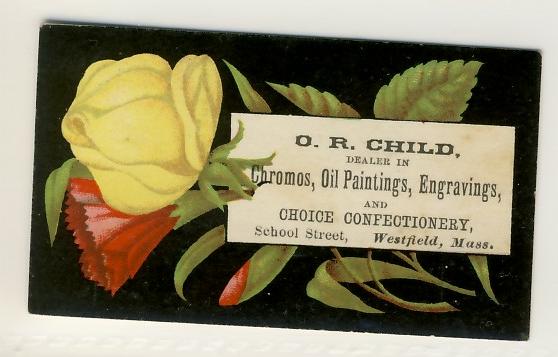 O. R. CHILD,
DEALER IN
Chromos, Oil Paintings, Engravings,
AND
CHOICE CONFECTIONERY,
School Street, Westfield, Mass.